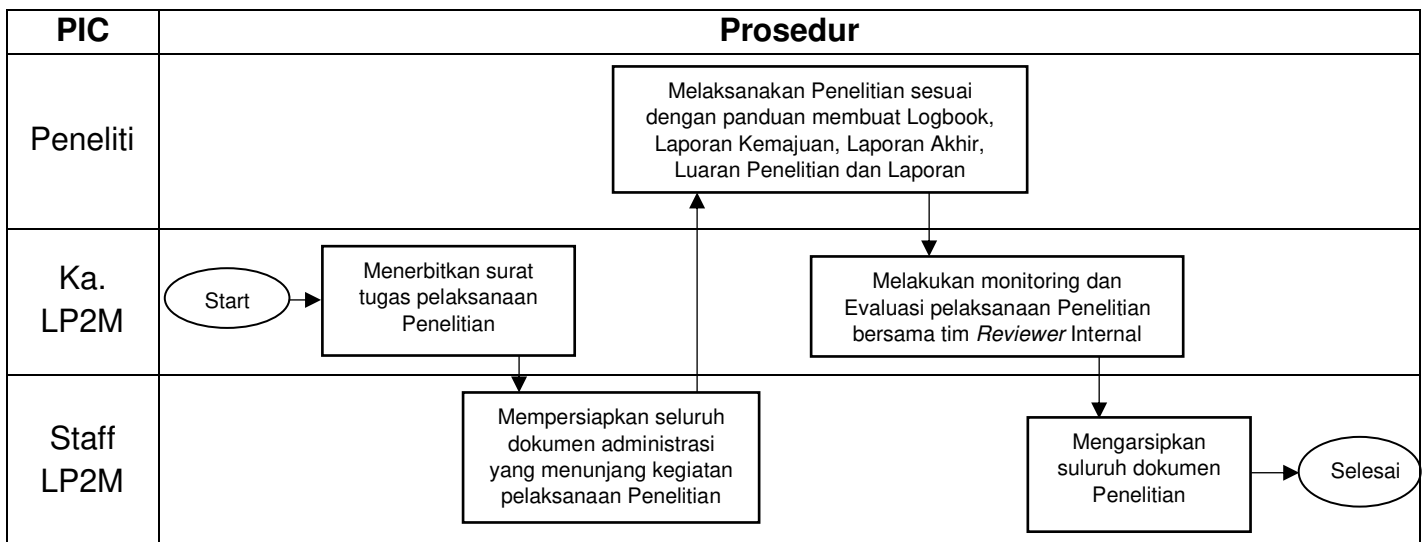 PIC
Prosedur
Peneliti
Melaksanakan Penelitian sesuai
dengan panduan membuat Logbook,
Laporan Kemajuan, Laporan Akhir,
Luaran Penelitian dan Laporan
Ka.
LP2M
Start
Menerbitkan surat
tugas pelaksanaan
Penelitian
Melakukan monitoring dan
Evaluasi pelaksanaan Penelitian
bersama tim Reviewer Internal
Staff
LP2M
Mempersiapkan seluruh
dokumen administrasi
yang menunjang kegiatan
pelaksanaan Penelitian
Mengarsipkan
suluruh dokumen
Penelitian
Selesai